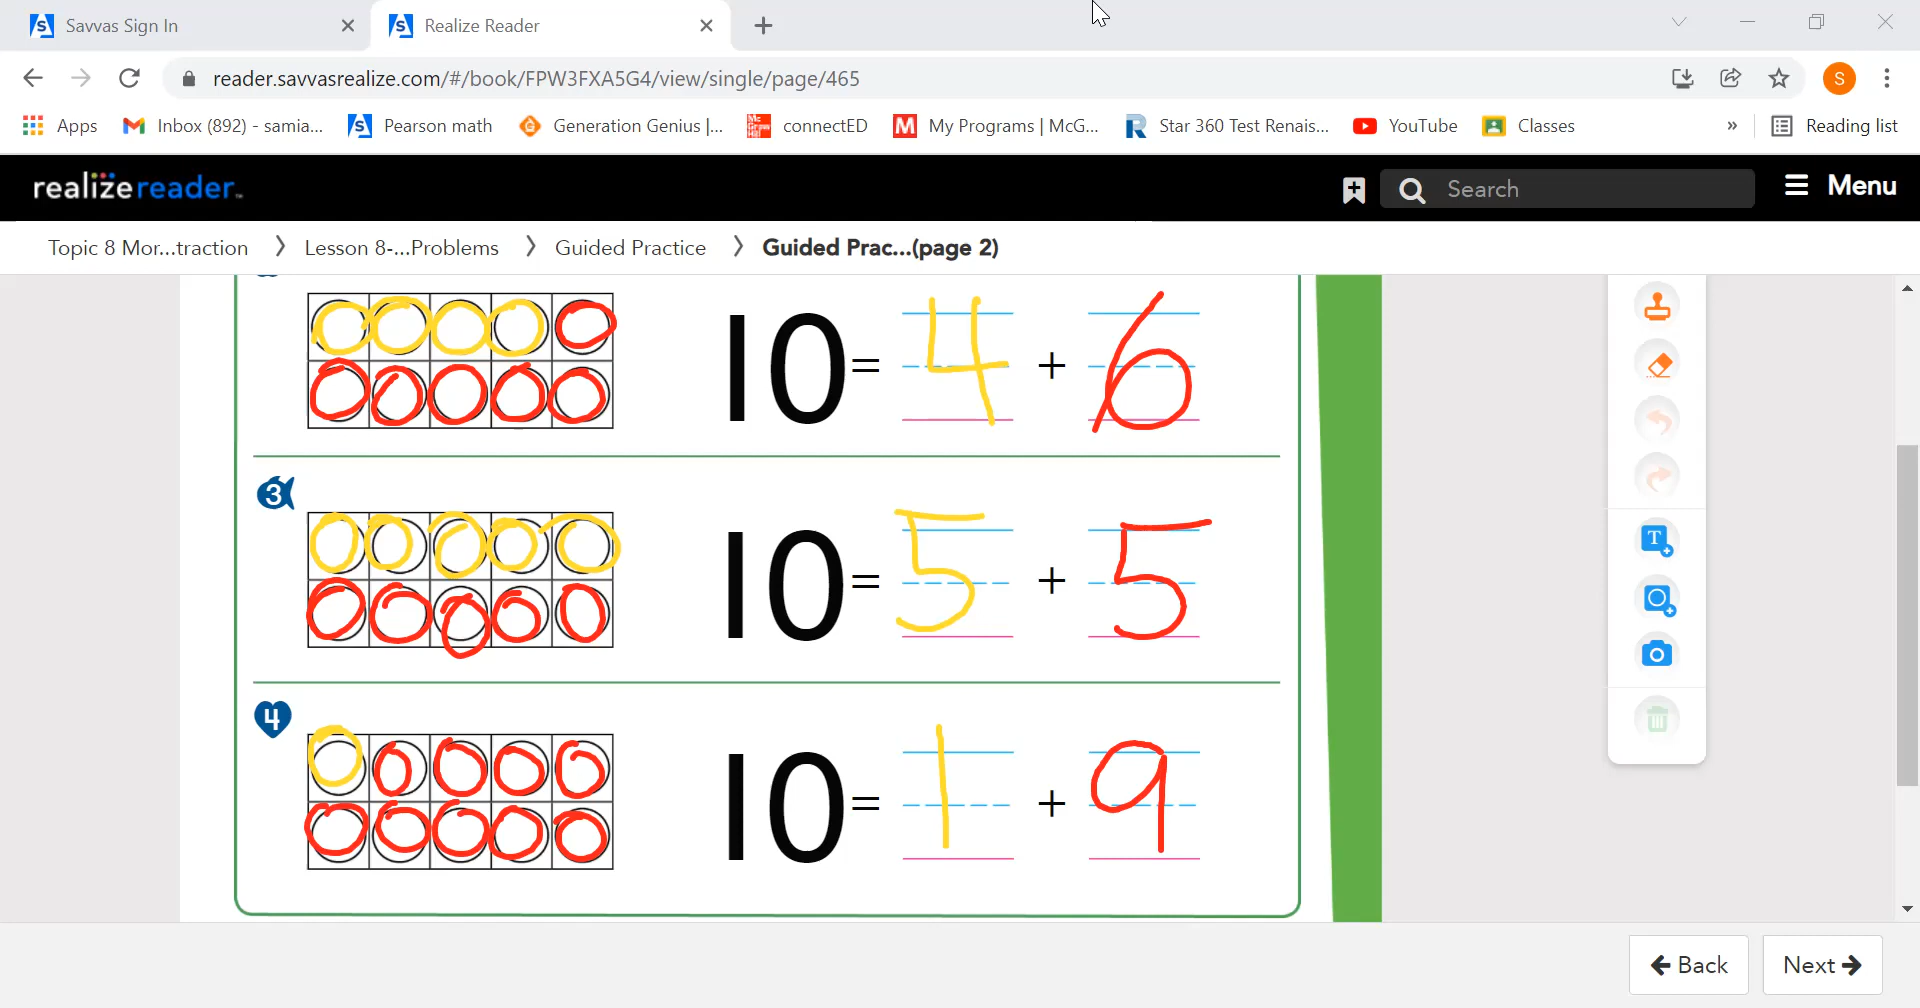 Savvas Sign In
Realize Reader
reader.savvasrealize.com/#/book/FPW3FXA5G4/view/single/page/465
S
Apps
Inbox (892) - samia...
Pearson math
Generation Genius |...
connectED
My Programs | McG...
Star 360 Test Renais...
YouTube
Classes
»
Reading list
realizereader
Search
Menu
Topic 8 Mor...traction
Lesson 8-...Problems
Guided Practice
Guided Prac...(page 2)
10 = 4 + 6
3
10 = 5 + 5
4
10 = 1 + 9
T
Back
Next